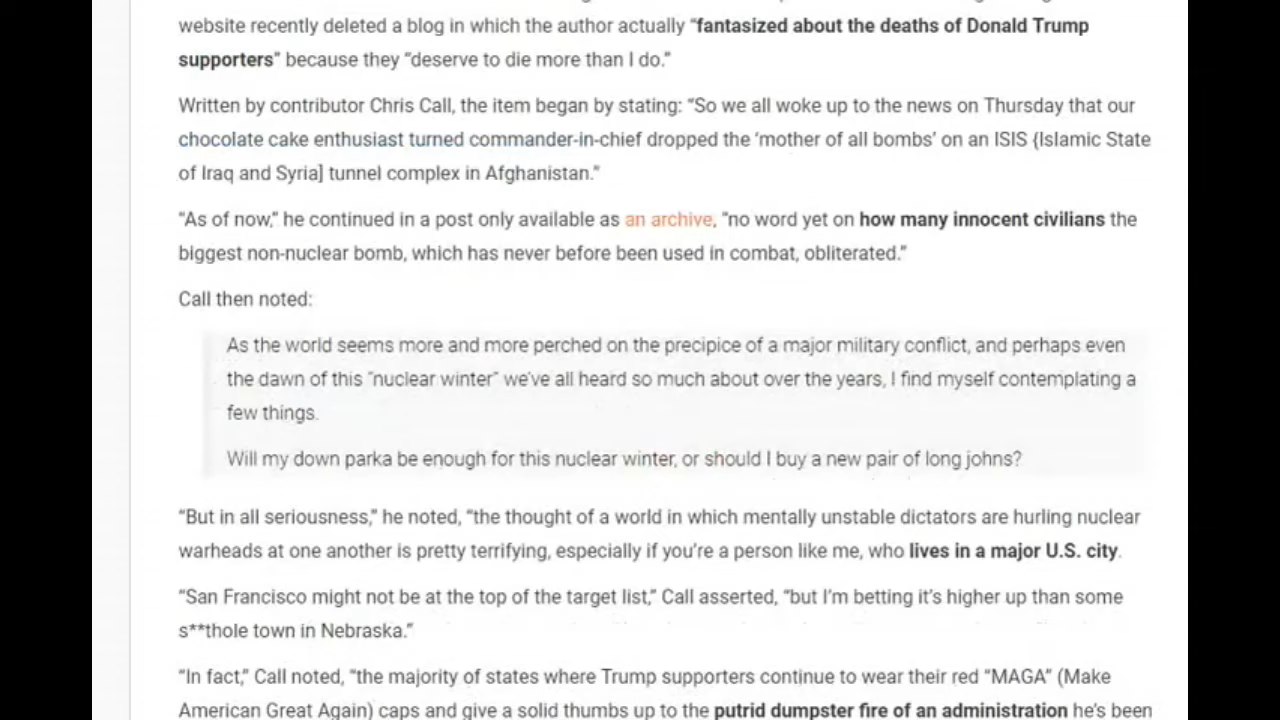 website recently deleted a blog in which the author actually “fantasized about the deaths of Donald Trump
supporters” because they “deserve to die more than I do.”
Written by contributor Chris Call, the item began by stating: “So we all woke up to the news on Thursday that our
chocolate cake enthusiast turned commander-in-chief dropped the ‘mother of all bombs’ on an ISIS {Islamic State
of Iraq and Syria] tunnel complex in Afghanistan.”
“As of now,” he continued in a post only available as an archive, “no word yet on how many innocent civilians the
biggest non-nuclear bomb, which has never before been used in combat, obliterated.”
Call then noted:
As the world seems more and more perched on the precipice of a major military conflict, and perhaps even
the dawn of this “nuclear winter” we’ve all heard so much about over the years, I find myself contemplating a
few things.
Will my down parka be enough for this nuclear winter, or should I buy a new pair of long johns?
“But in all seriousness,” he noted, “the thought of a world in which mentally unstable dictators are hurling nuclear
warheads at one another is pretty terrifying, especially if you’re a person like me, who lives in a major U.S. city.
“San Francisco might not be at the top of the target list,” Call asserted, “but I’m betting it’s higher up than some
s**thole town in Nebraska.”
“In fact,” Call noted, “the majority of states where Trump supporters continue to wear their red “MAGA” (Make
American Great Again) caps and give a solid thumbs up to the putrid dumpster fire of an administration he’s been